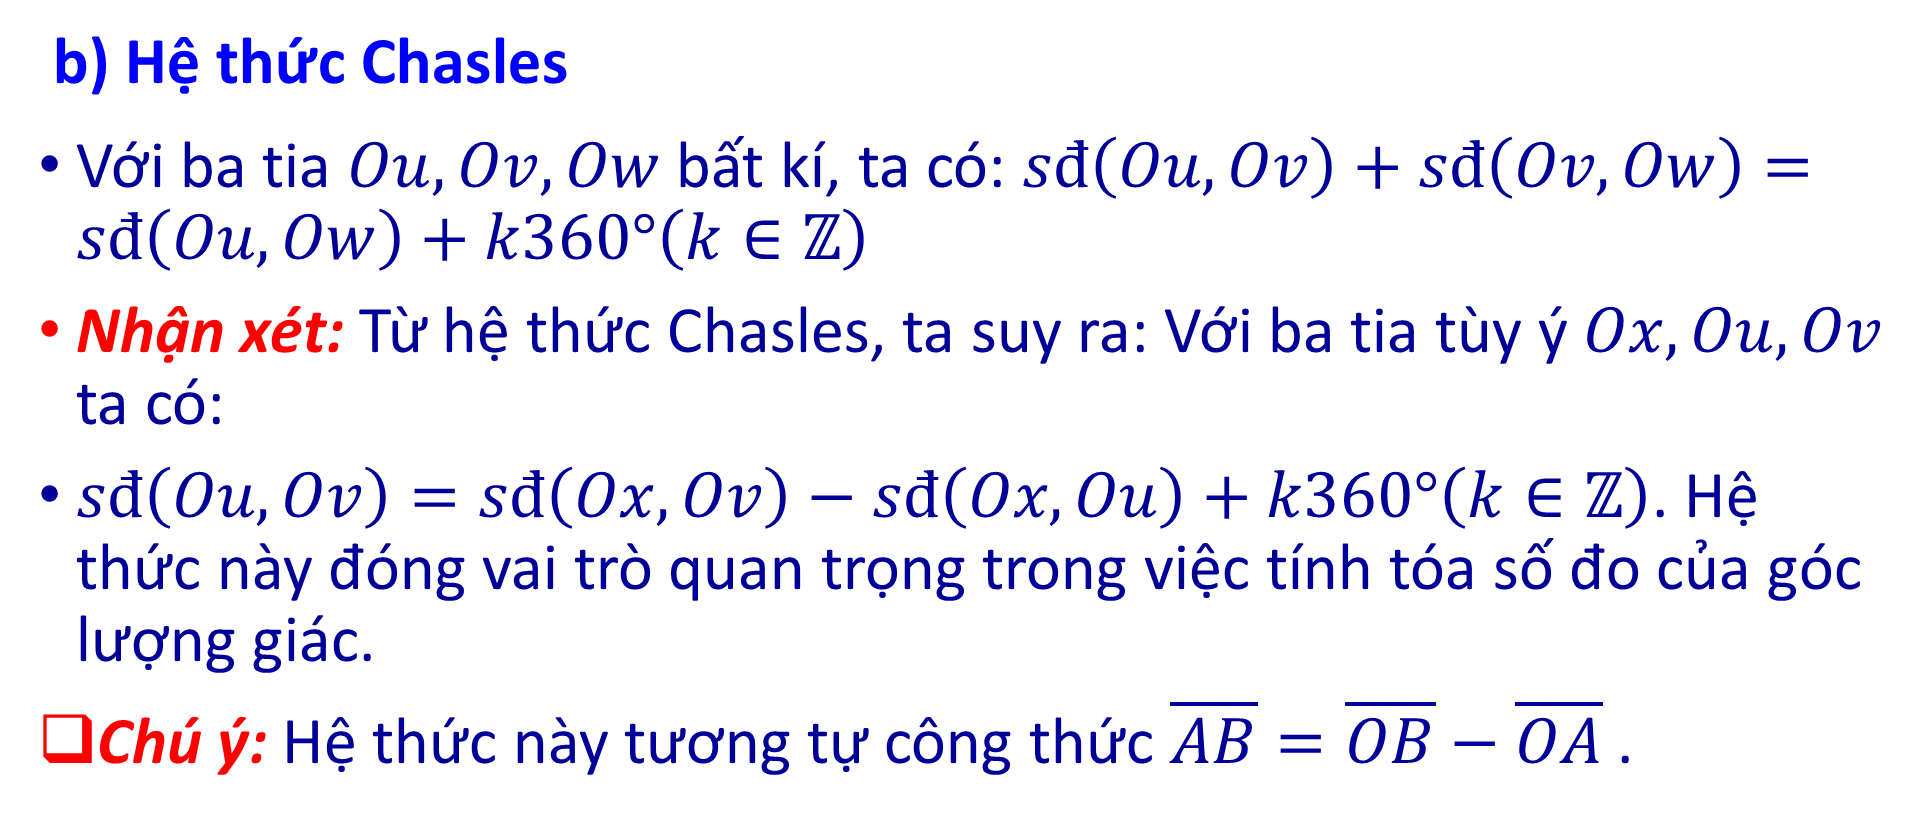 b) Hệ thức Chasles
• Với ba tia 𝑂𝑢, 𝑂𝑣, 𝑂𝑤 bất kí, ta có: 𝑠đ(𝑂𝑢, 𝑂𝑣) + 𝑠đ(𝑂𝑣, 𝑂𝑤) =
𝑠đ(𝑂𝑢, 𝑂𝑤) + 𝑘360°(𝑘 ∈ ℤ)
• Nhận xét: Từ hệ thức Chasles, ta suy ra: Với ba tia tùy ý 𝑂𝑥, 𝑂𝑢, 𝑂𝑣
ta có:
• 𝑠đ(𝑂𝑢, 𝑂𝑣) = 𝑠đ(𝑂𝑥, 𝑂𝑣) − 𝑠đ(𝑂𝑥, 𝑂𝑢) + 𝑘360°(𝑘 ∈ ℤ). Hệ
thức này đóng vai trò quan trọng trong việc tính tóa số đo của góc
lượng giác.
❑Chú ý: Hệ thức này tương tự công thức $\overline{AB} = \overline{OB} - \overline{OA}$ .